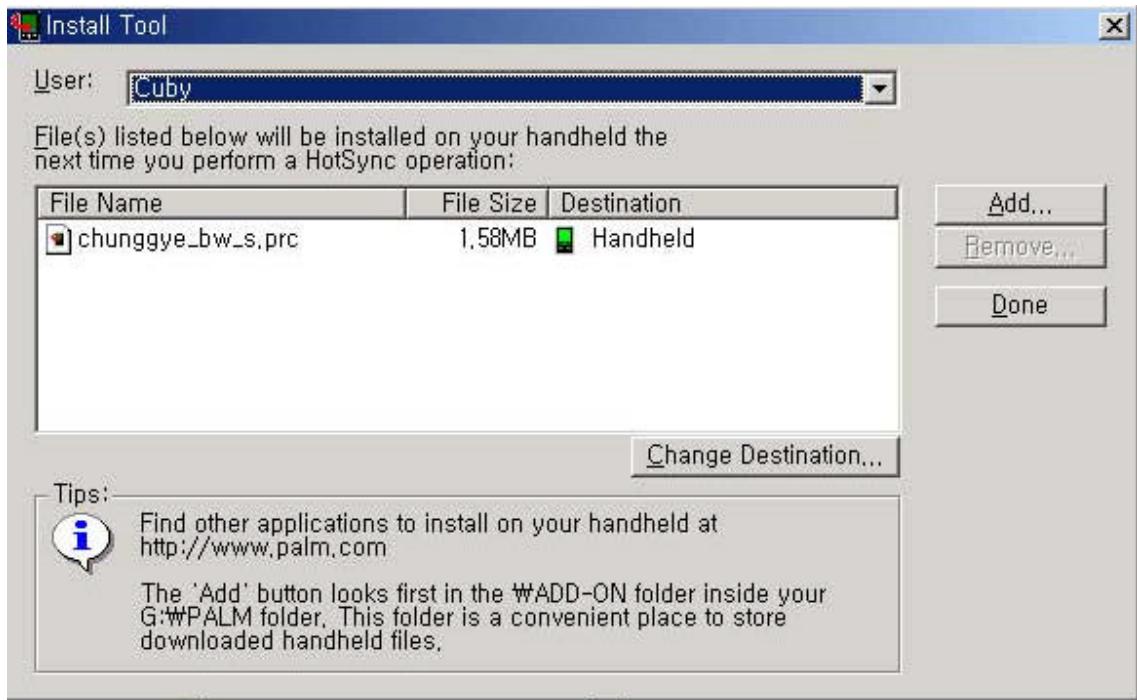 Install Tool
User:
Cuby
File(s) listed below will be installed on your handheld the
next time you perform a HotSync operation:
File Name File Size Destination
chunggye_bw_s.prc 1.58MB Handheld
Add...
Remove...
Done
Change Destination...
Tips:
Find other applications to install on your handheld at
http://www.palm.com
The 'Add' button looks first in the ₩ADD-ON folder inside your
G:₩PALM folder. This folder is a convenient place to store
downloaded handheld files.